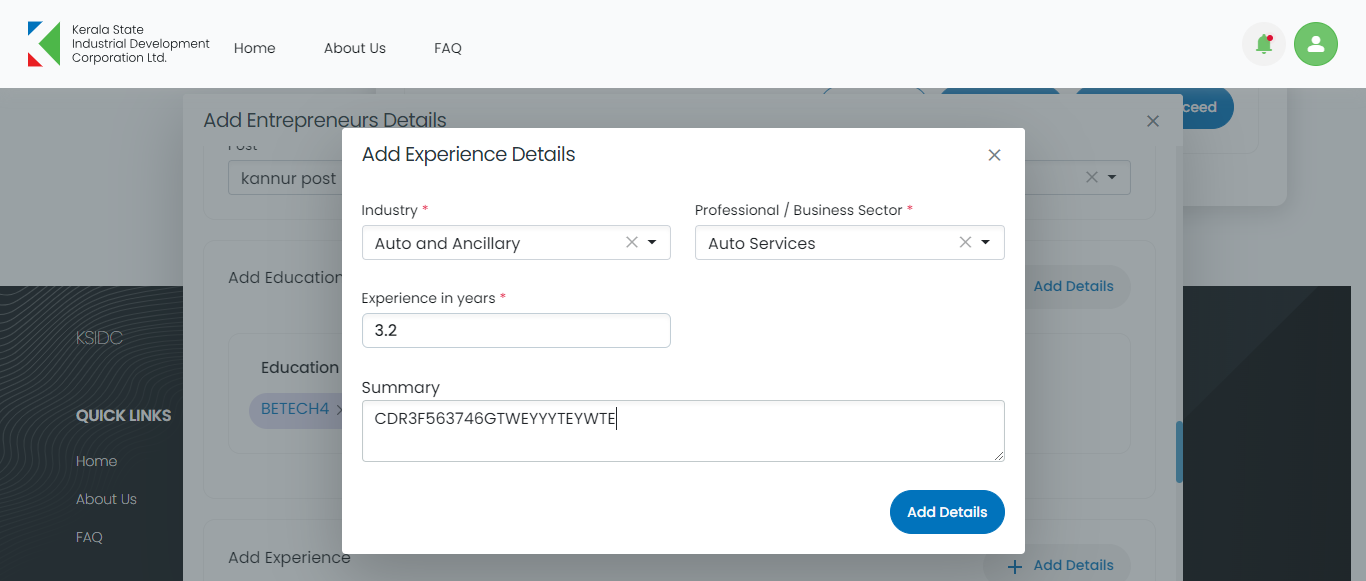 Kerala State
Industrial Development
Corporation Ltd.
Home
About Us
FAQ
ceed
Add Entrepreneurs Details
Post
kannur post
Add Experience Details
Industry *
Professional / Business Sector *
Auto and Ancillary
Auto Services
Add Education
Add Details
Experience in years *
3.2
KSIDC
Education
BETECH4
Summary
CDR3F563746GTWEYYYTEYWTE
QUICK LINKS
Home
About Us
FAQ
Add Details
Add Experience
Add Details